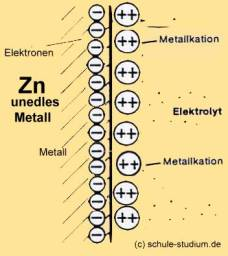 Elektronen
Zn
unedles
Metall
Metall
++
++
Metallkation
++
++
Elektrolyt
++
++
Metallkation
++
++
(c) schule-studium.de